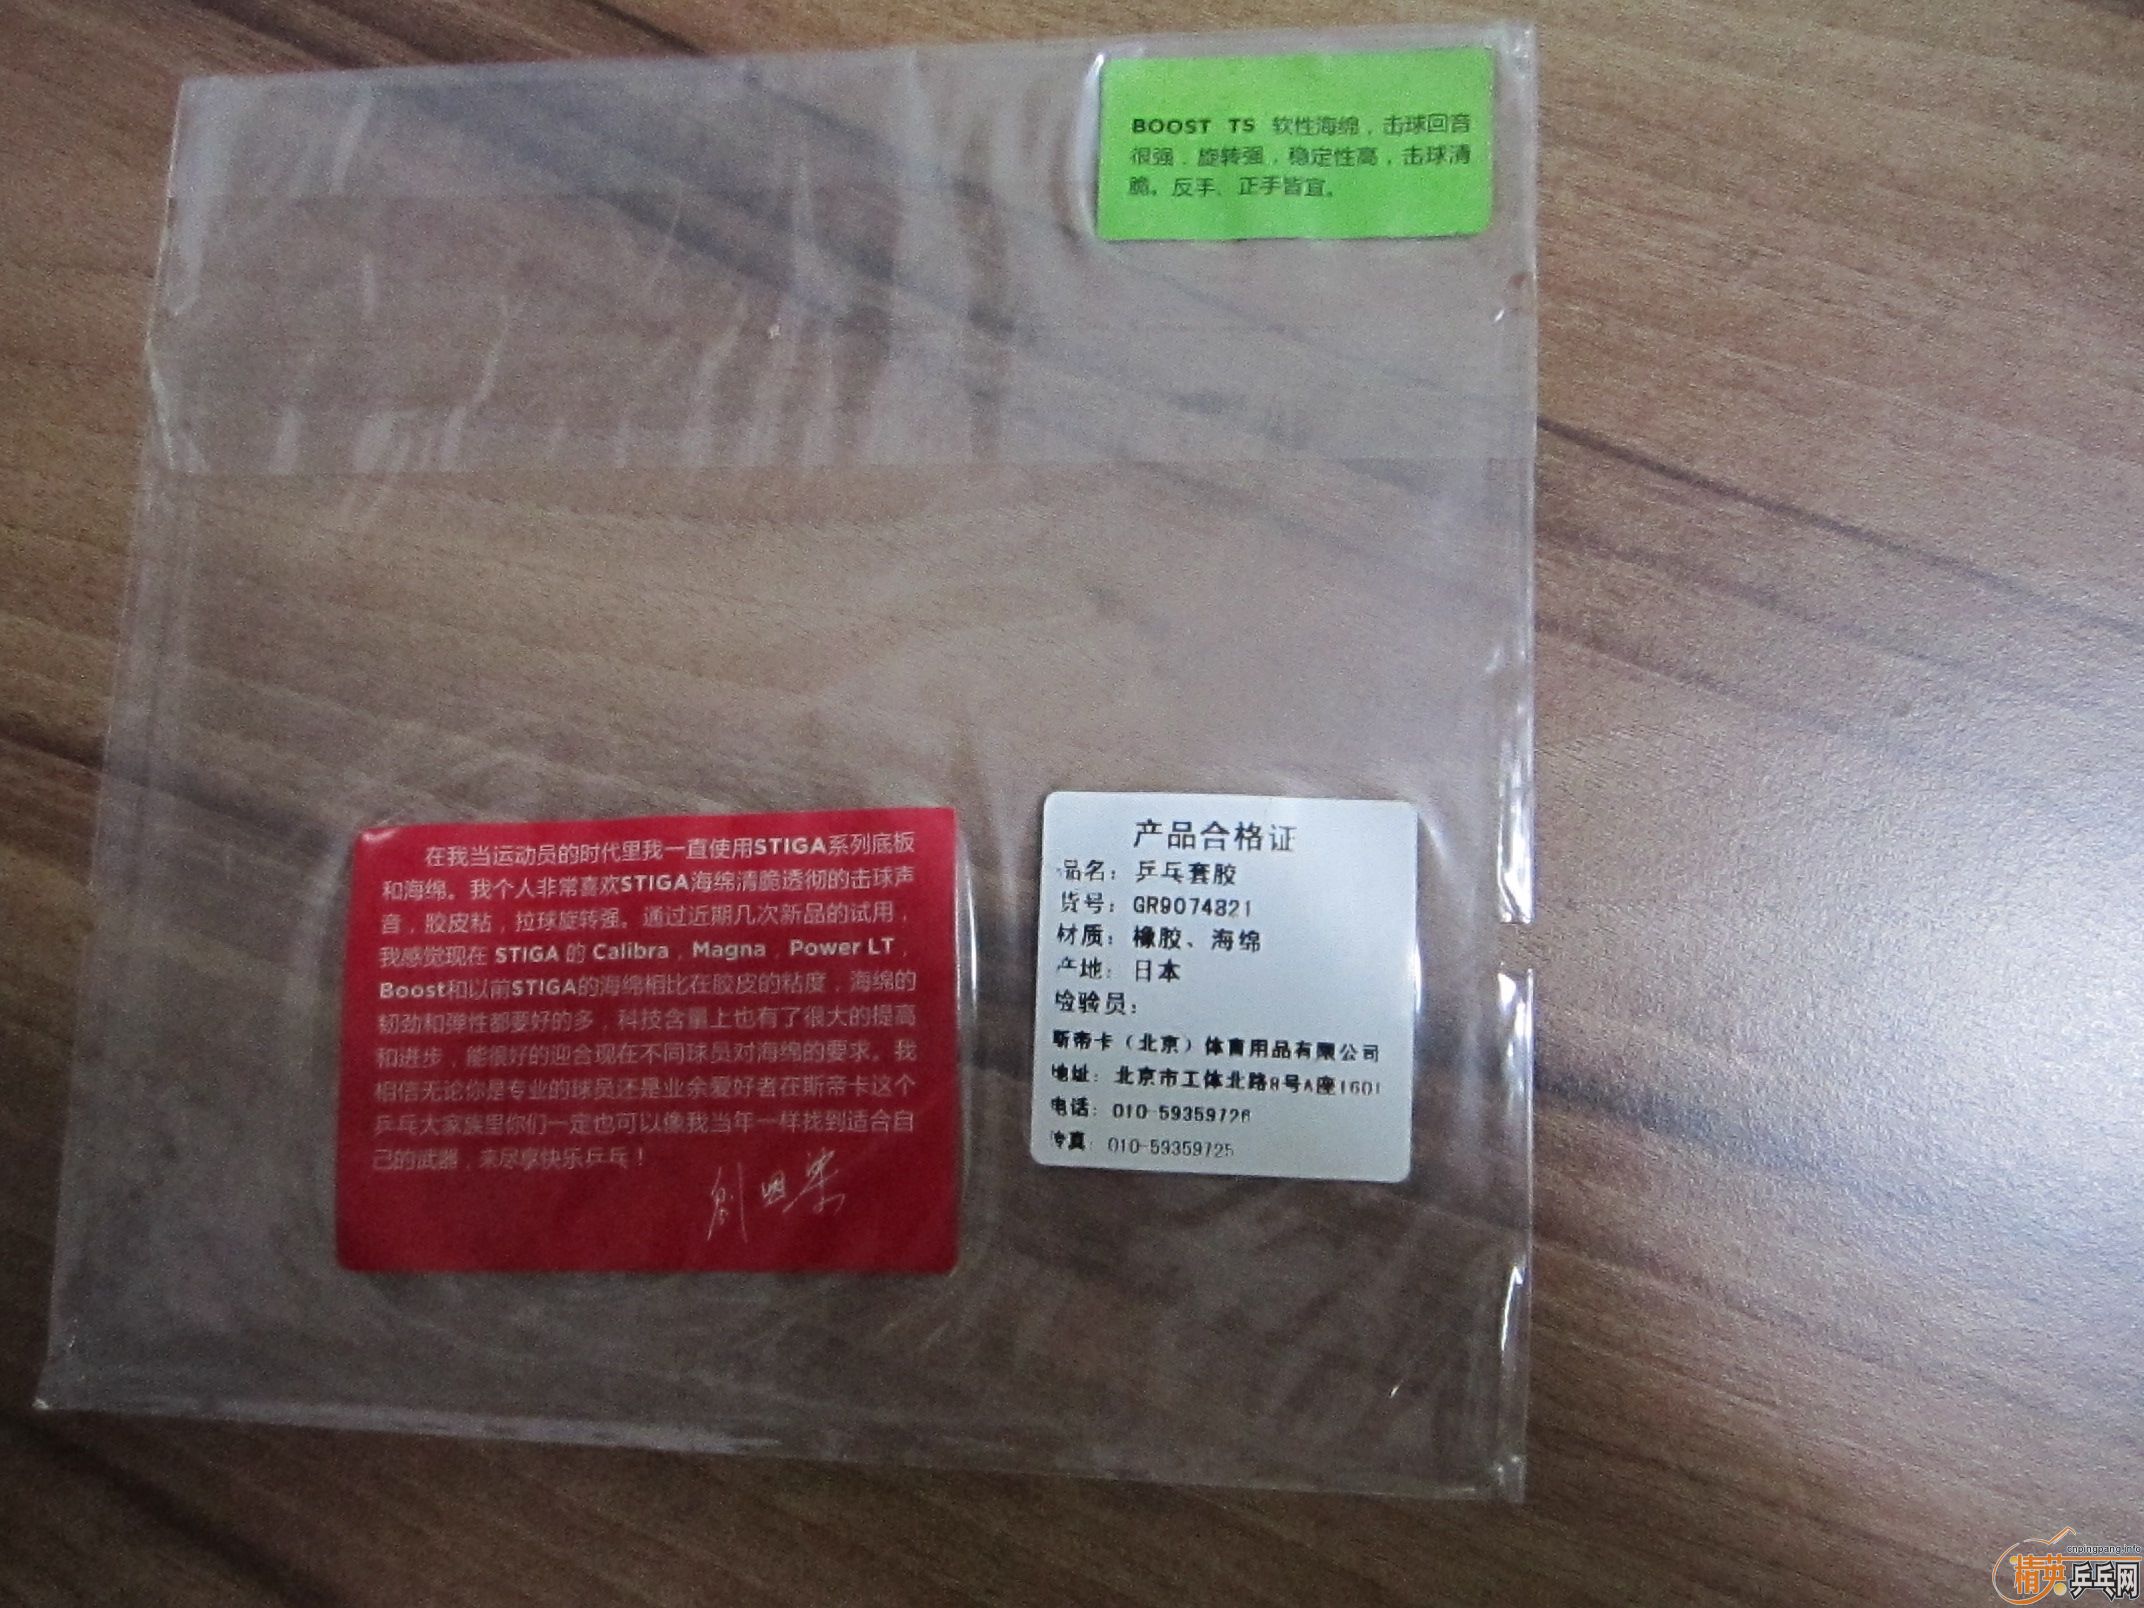 BOOST TS 软性海绵，击球回音
很强，旋转强，稳定性高，击球清
脆。反手、正手皆宜。
在我当运动员的时代里我一直使用STIGA系列底板
和海绵。我个人非常喜欢STIGA海绵清脆透彻的击球声
音，胶皮粘，拉球旋转强。通过近期几次新品的试用，
我感觉现在 STIGA 的 Calibra，Magna，Power LT，
Boost和以前STIGA的海绵相比在胶皮的粘度，海绵的
韧劲和弹性都要好的多，科技含量上也有了很大的提高
和进步，能很好的迎合现在不同球员对海绵的要求。我
相信无论你是专业的球员还是业余爱好者在斯蒂卡这个
乒乓大家族里你们一定也可以像我当年一样找到适合自
己的武器，来尽享快乐乒乓！
产品合格证
品名：乒乓套胶
货号：GR9074821
材质：橡胶、海绵
产地：日本
检验员：
斯帝卡（北京）体育用品有限公司
地址：北京市工体北路8号A座1601
电话：010-59359726
传真：010-59359725
cnpingpang.info
精英乒乓网